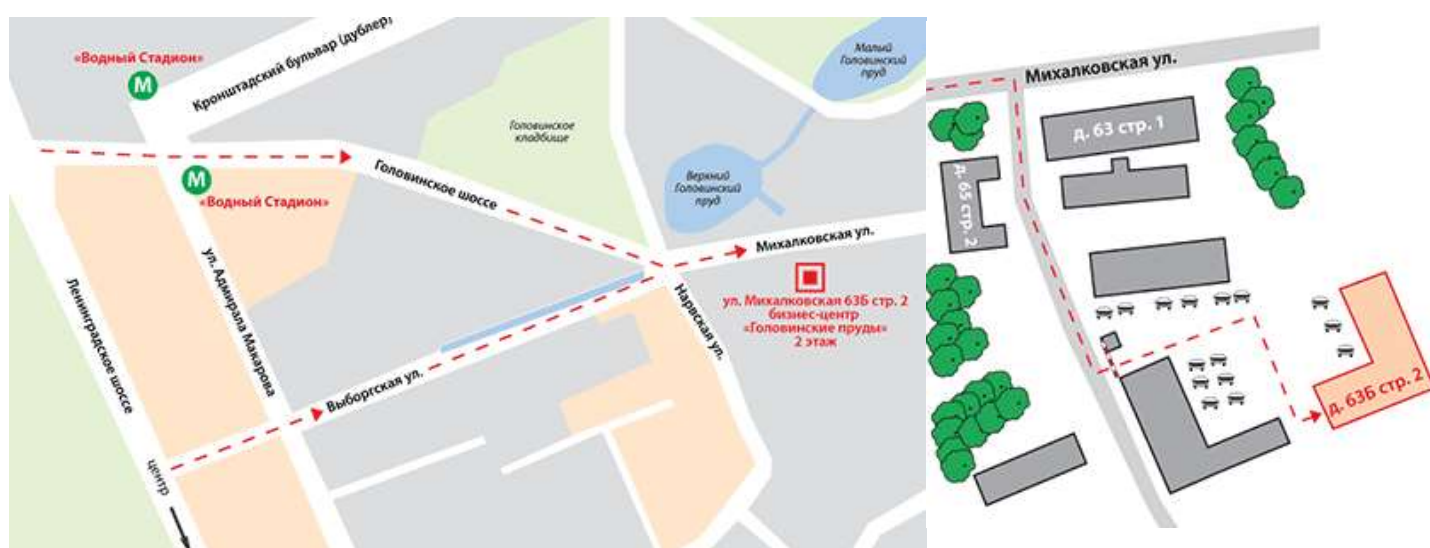 «Водный Стадион»
М
Кронштадский бульвар (дублер)
Малый
Головинский
пруд
Головинское
кладбище
Верхний
Головинский
пруд
М
«Водный Стадион»
Головинское шоссе
Михалковская ул.
ул. Михалковская 63Б стр. 2
бизнес-центр
«Головинские пруды»
2 этаж
Ленинградское шоссе
ул. Адмирала Макарова
Нарвская ул.
Выборгская ул.
центр
Михалковская ул.
д. 63 стр. 1
д. 65 стр. 2
д. 63Б стр. 2